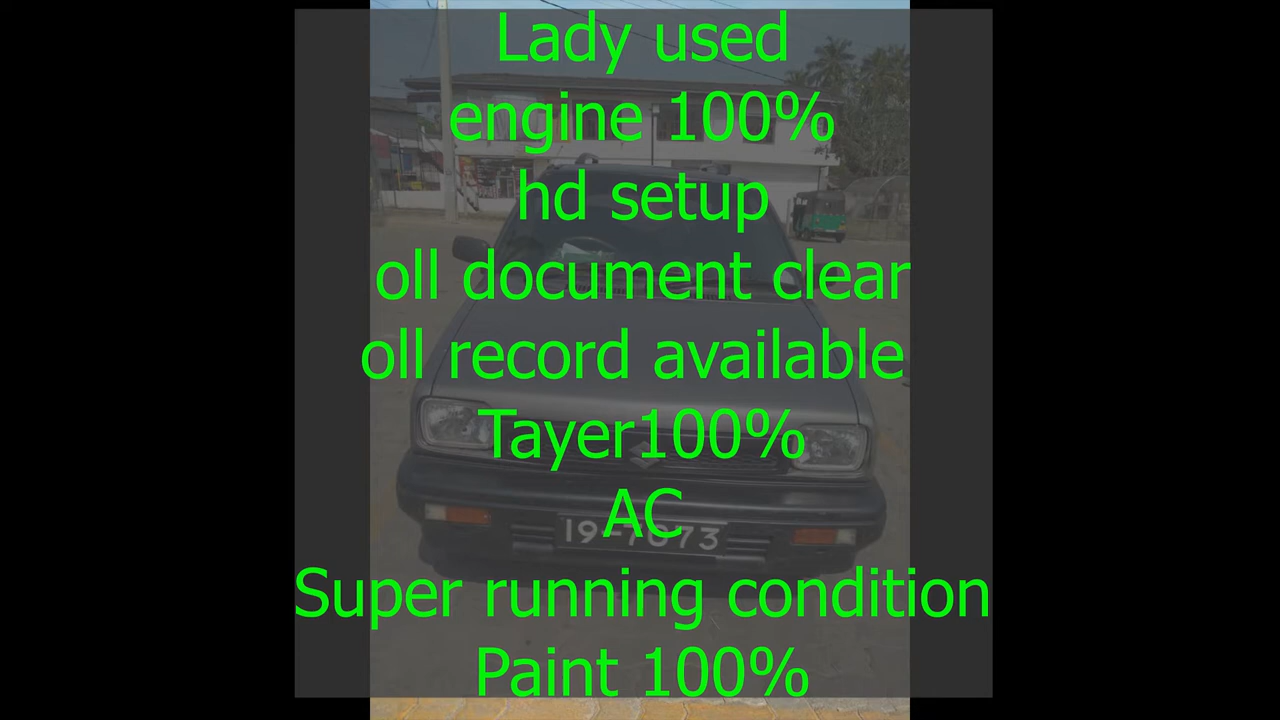 Lady used
engine 100%
hd setup
oll document clear
oll record available
Tayer100%
AC
19-7073
Super running condition
Paint 100%